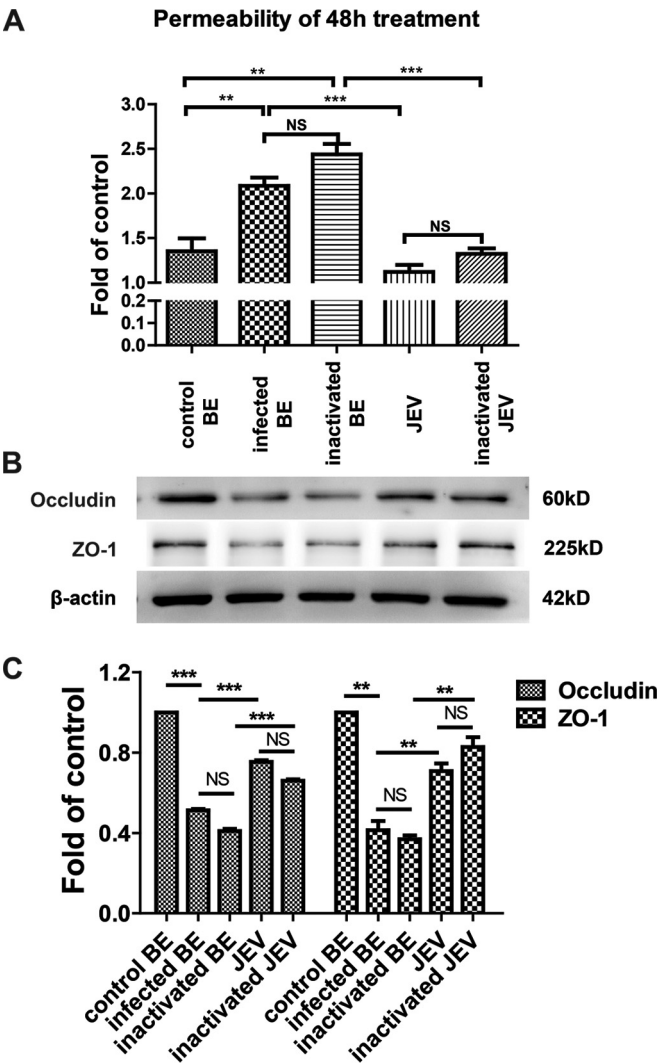 A
Permeability of 48h treatment
** ***
** ***
NS
NS
Fold of control
3.0
2.5
2.0
1.5
1.0
0.2
0.1
0.0
control
BE
infected
BE
inactivated
BE
JEV
inactivated
JEV
B
Occludin
60kD
ZO-1
225kD
β-actin
42kD
C
Fold of control
1.2
0.8
0.4
0.0
*** *** *** NS NS
** ** ** NS NS
Occludin
ZO-1
control BE
infected BE
inactivated BE
JEV
inactivated JEV
control BE
infected BE
inactivated BE
JEV
inactivated JEV